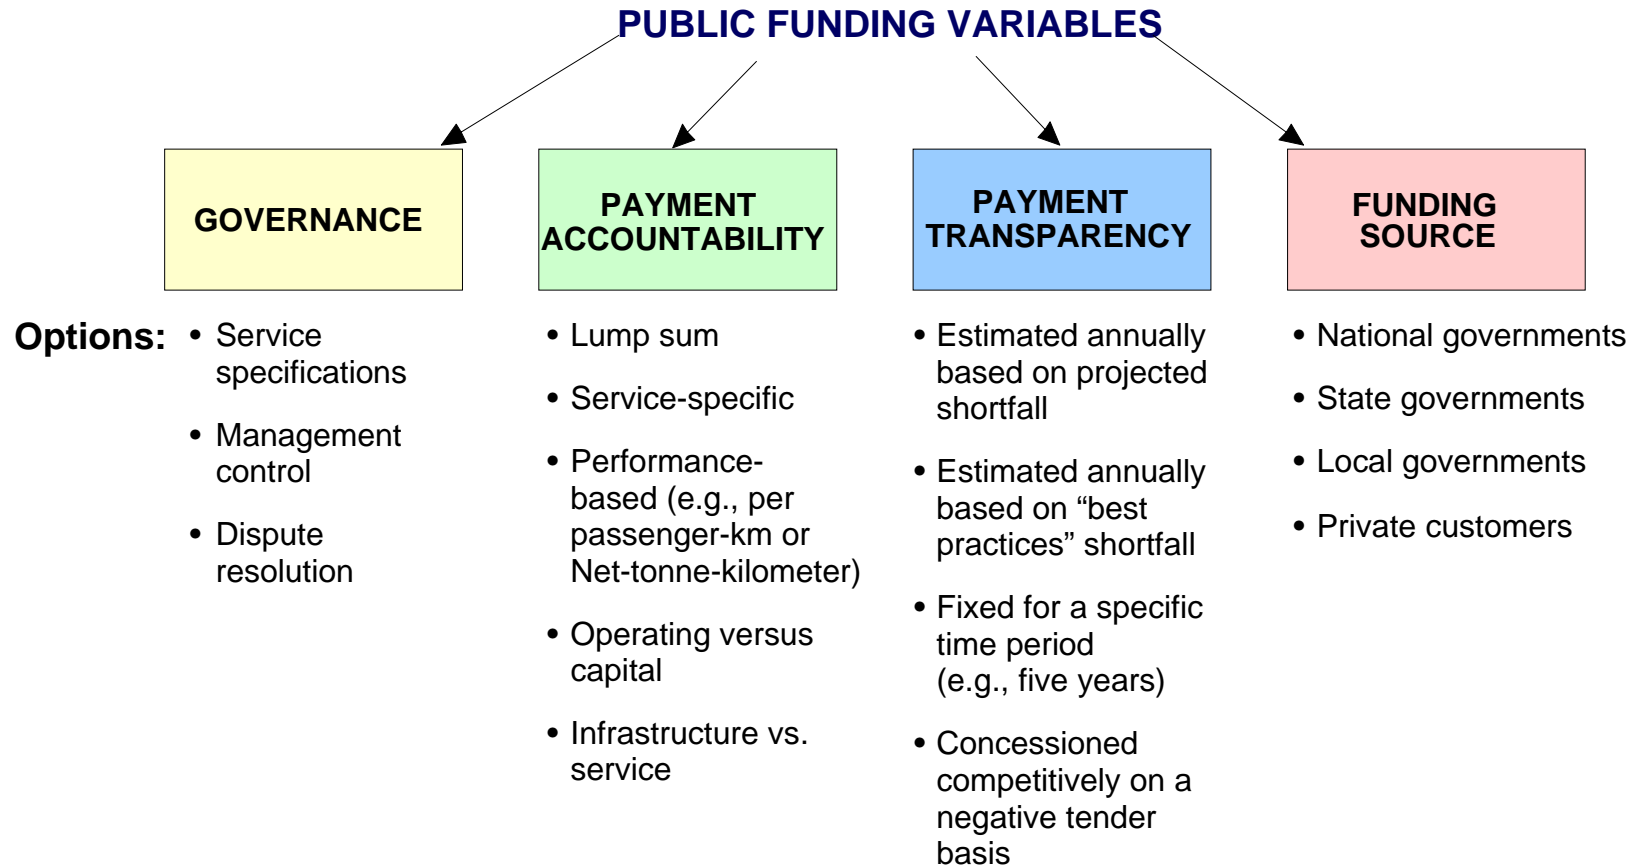 PUBLIC FUNDING VARIABLES
GOVERNANCE
PAYMENT
ACCOUNTABILITY
PAYMENT
TRANSPARENCY
FUNDING
SOURCE
Options:
• Service
specifications
• Management
control
• Dispute
resolution
• Lump sum
• Service-specific
• Performance-
based (e.g., per
passenger-km or
Net-tonne-kilometer)
• Operating versus
capital
• Infrastructure vs.
service
• Estimated annually
based on projected
shortfall
• Estimated annually
based on “best
practices” shortfall
• Fixed for a specific
time period
(e.g., five years)
• Concessioned
competitively on a
negative tender
basis
• National governments
• State governments
• Local governments
• Private customers